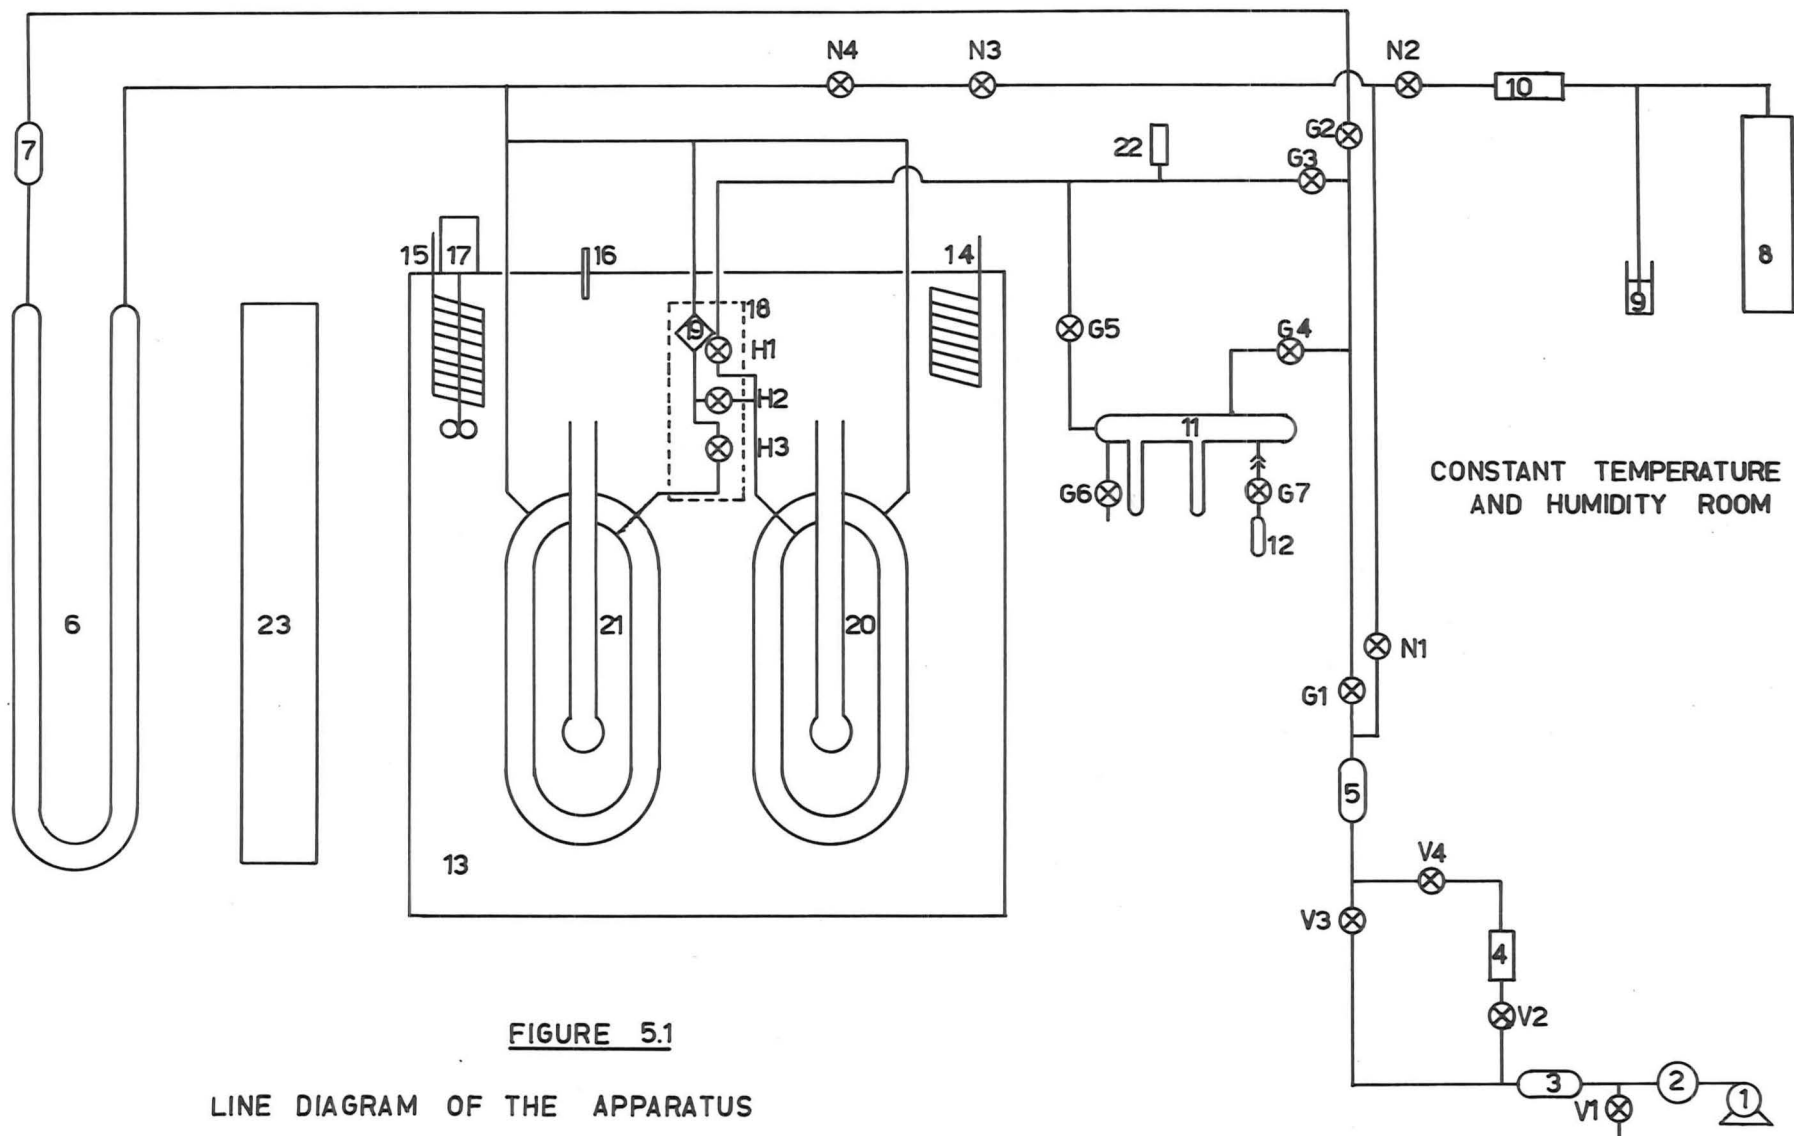 N4 N3 N2
10
G2
7 22 G3
15 17 16 14 8
18 9
19 H1 G5 G4
H2
11
H3
G6 G7
12
CONSTANT TEMPERATURE
AND HUMIDITY ROOM
6 23 21 20
N1
G1
5
13 V4
V3
4
V2
FIGURE 5.1
3 2
V1 1
LINE DIAGRAM OF THE APPARATUS